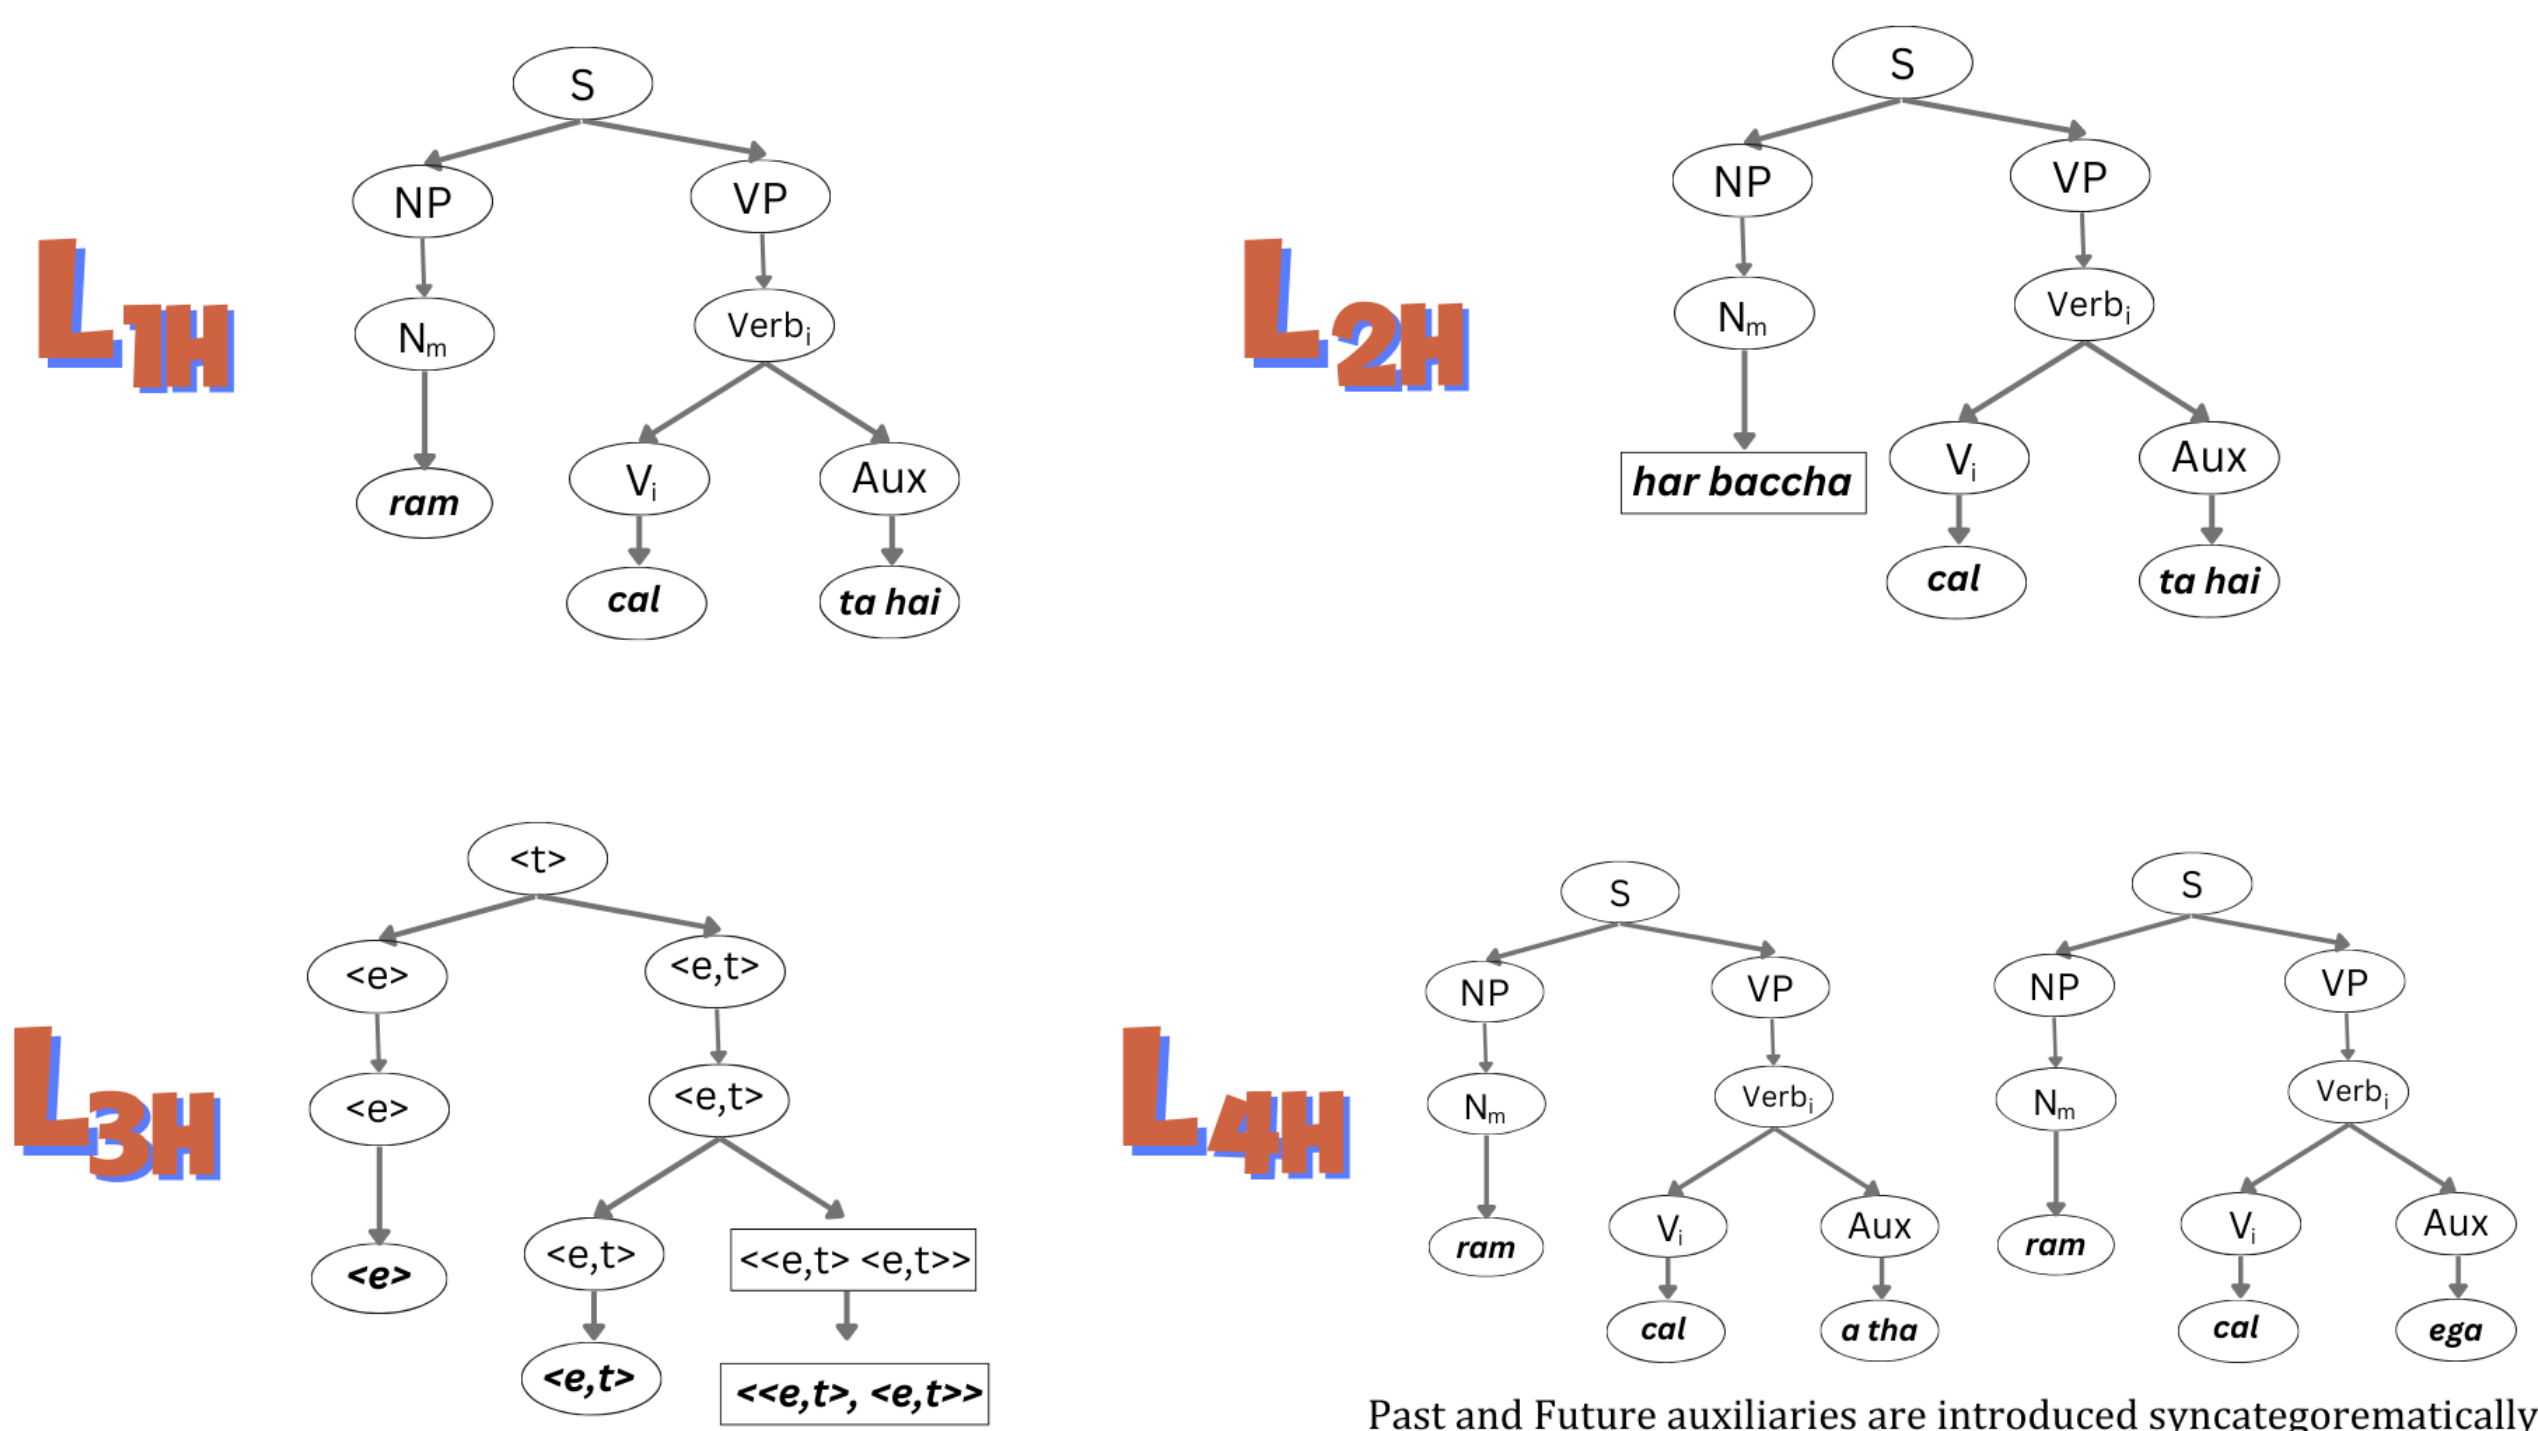 S
NP VP
L1H
Nm Verbi
Vi Aux
ram
cal ta hai
S
NP VP
L2H
Nm Verbi
Vi Aux
har baccha
cal ta hai
<t>
<e> <e,t>
L3H
<e> <e,t>
<e,t> <<e,t> <e,t>>
<e>
<e,t> <<e,t>, <e,t>>
S
NP VP
L4H
Nm Verbi
Vi Aux
ram
cal a tha
S
NP VP
Nm Verbi
Vi Aux
ram
cal ega
Past and Future auxiliaries are introduced syncategorematically